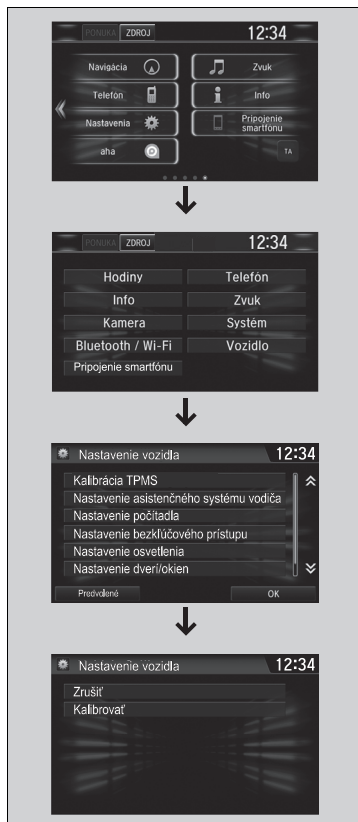 PONUKA ZDROJ 12:34
Navigácia Zvuk
Telefón Info
Nastavenia Pripojenie
smartfónu
aha TA
PONUKA ZDROJ 12:34
Hodiny Telefón
Info Zvuk
Kamera Systém
Bluetooth / Wi-Fi Vozidlo
Pripojenie smartfónu
Nastavenie vozidla 12:34
Kalibrácia TPMS
Nastavenie asistenčného systému vodiča
Nastavenie počítadla
Nastavenie bezkľúčového prístupu
Nastavenie osvetlenia
Nastavenie dverí/okien
Predvolené OK
Nastavenie vozidla 12:34
Zrušiť
Kalibrovať